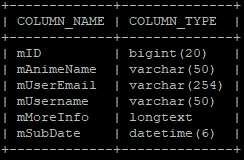 +-------------+--------------+
| COLUMN_NAME | COLUMN_TYPE  |
+-------------+--------------+
| mID         | bigint(20)   |
| mAnimeName  | varchar(50)  |
| mUserEmail  | varchar(254) |
| mUsername   | varchar(50)  |
| mMoreInfo   | longtext     |
| mSubDate    | datetime(6)  |
+-------------+--------------+